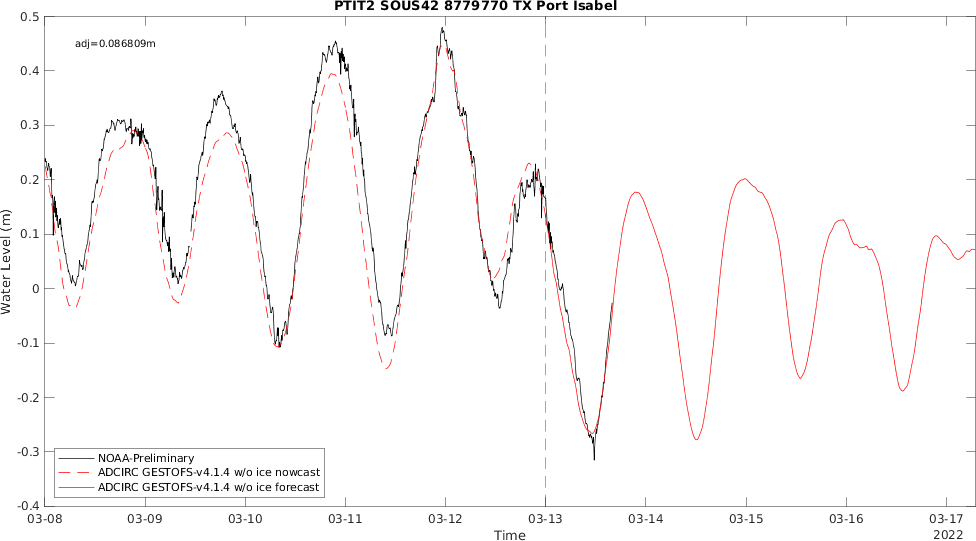 PTIT2 SOUS42 8779770 TX Port Isabel
adj=0.086809m
0.5
0.4
0.3
0.2
0.1
0
-0.1
-0.2
-0.3
-0.4
Water Level (m)
NOAA-Preliminary
ADCIRC GESTOFS-v4.1.4 w/o ice nowcast
ADCIRC GESTOFS-v4.1.4 w/o ice forecast
03-08 03-09 03-10 03-11 03-12 03-13 03-14 03-15 03-16 03-17
Time
2022